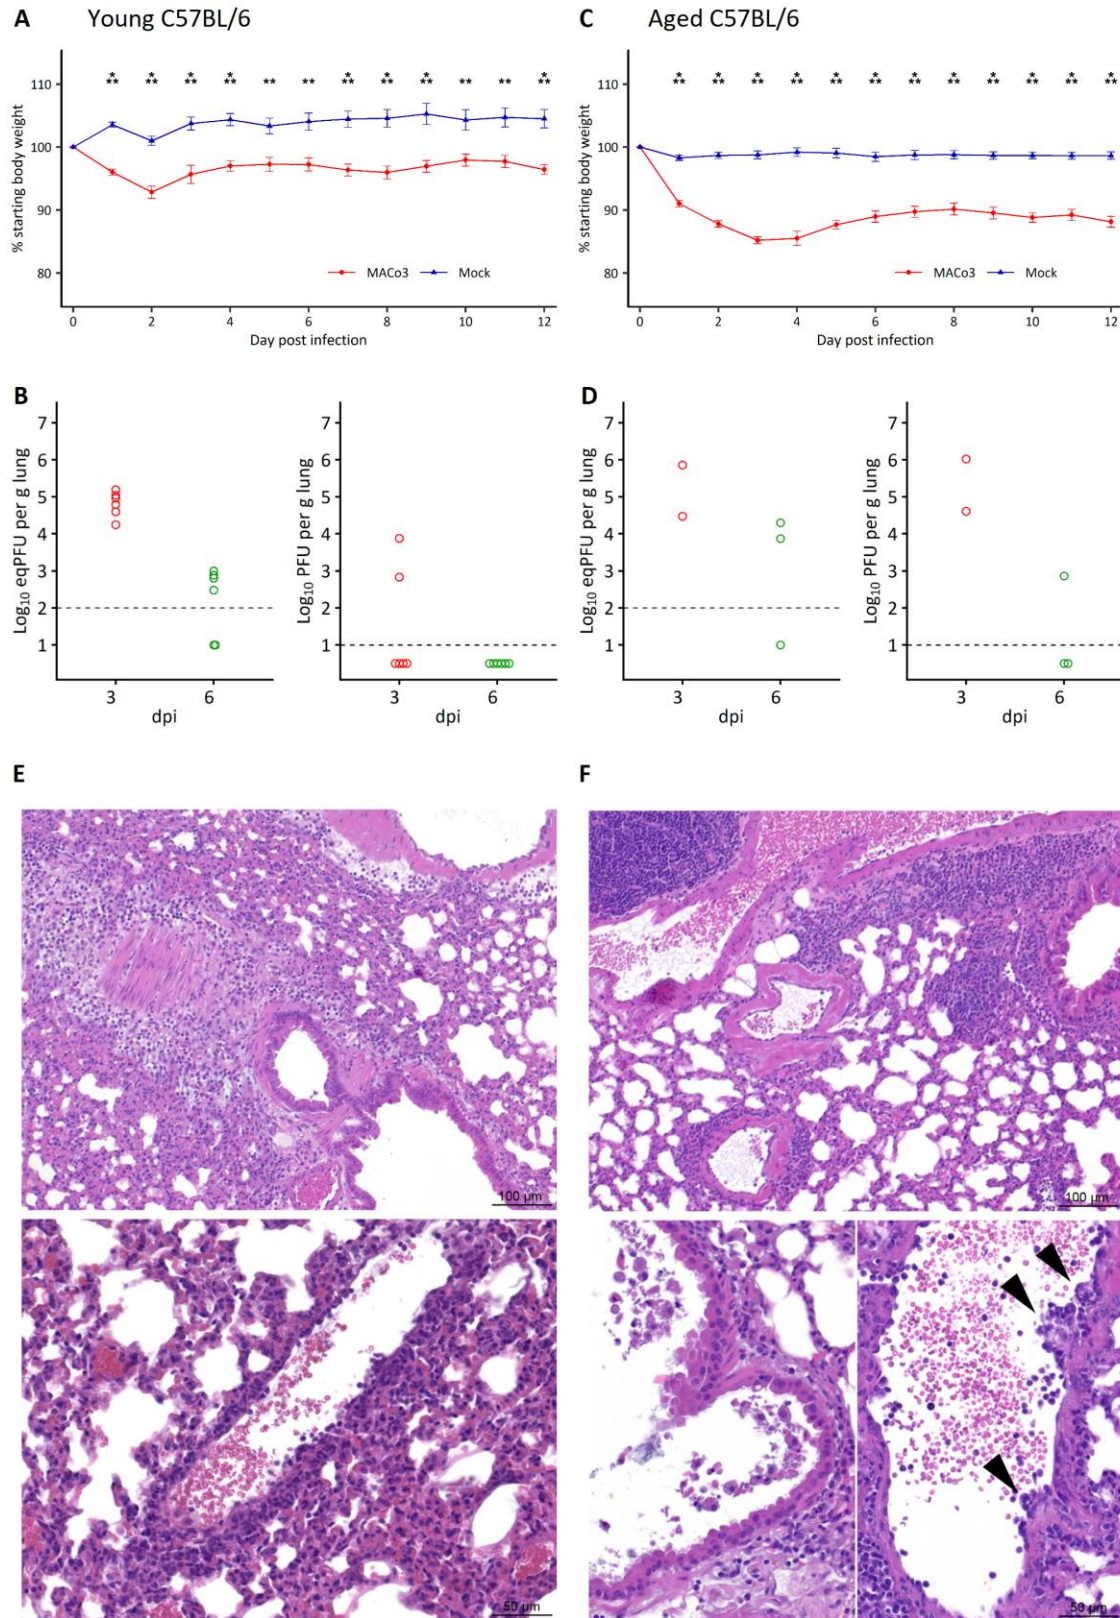 A Young C57BL/6
C Aged C57BL/6
* * * * * * * *
** ** ** ** ** ** ** ** ** ** ** **
110
100
90
80
% starting body weight
MACo3 Mock
0 2 4 6 8 10 12
Day post infection
* * * * * * * * * * * *
** ** ** ** ** ** ** ** ** ** ** **
110
100
90
80
% starting body weight
MACo3 Mock
0 2 4 6 8 10 12
Day post infection
B
7
6
5
4
3
2
1
Log10 eqPFU per g lung
3 6
dpi
7
6
5
4
3
2
1
Log10 PFU per g lung
3 6
dpi
D
7
6
5
4
3
2
1
Log10 eqPFU per g lung
3 6
dpi
7
6
5
4
3
2
1
Log10 PFU per g lung
3 6
dpi
E
100 µm
50 µm
F
100 µm
50 µm